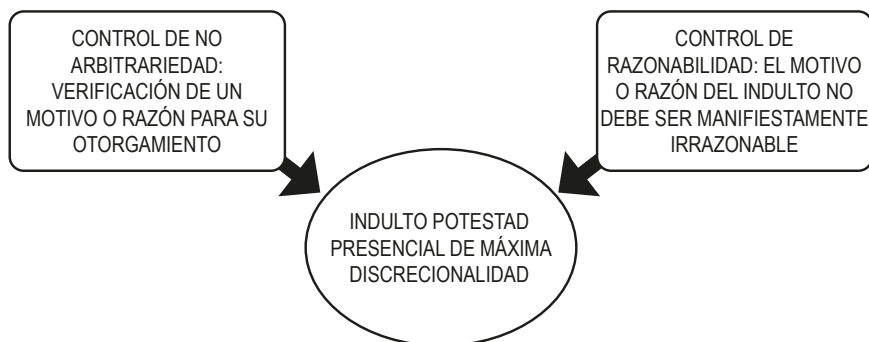 CONTROL DE NO
ARBITRARIEDAD:
VERIFICACIÓN DE UN
MOTIVO O RAZÓN PARA SU
OTORGAMIENTO
CONTROL DE
RAZONABILIDAD: EL MOTIVO
O RAZÓN DEL INDULTO NO
DEBE SER MANIFIESTAMENTE
IRRAZONABLE
INDULTO POTESTAD
PRESENCIAL DE MÁXIMA
DISCRECIONALIDAD